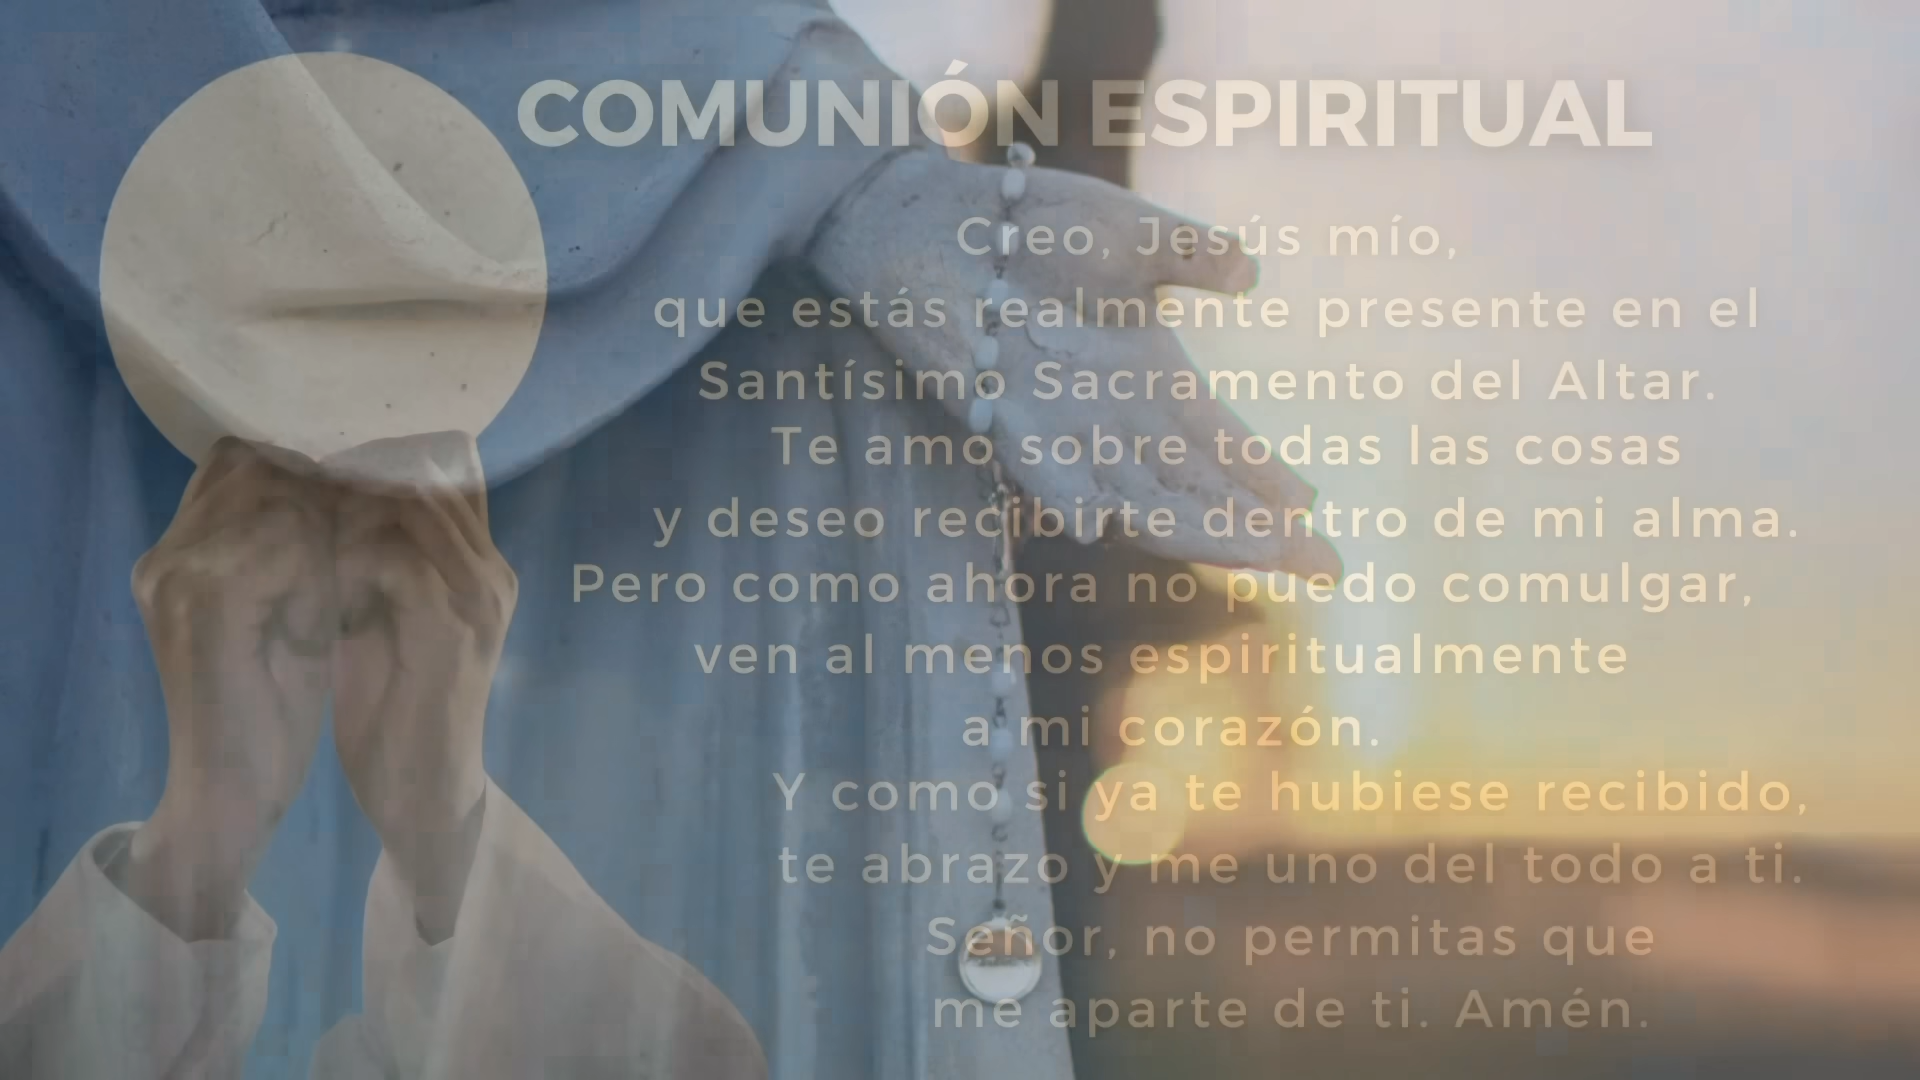 COMUNIÓN ESPIRITUAL
Creo, Jesús mío,
que estás realmente presente en el
Santísimo Sacramento del Altar.
Te amo sobre todas las cosas
y deseo recibirte dentro de mi alma.
Pero como ahora no puedo comulgar,
ven al menos espiritualmente
a mi corazón.
Y como si ya te hubiese recibido,
te abrazo y me uno del todo a ti.
Señor, no permitas que
me aparte de ti. Amén.